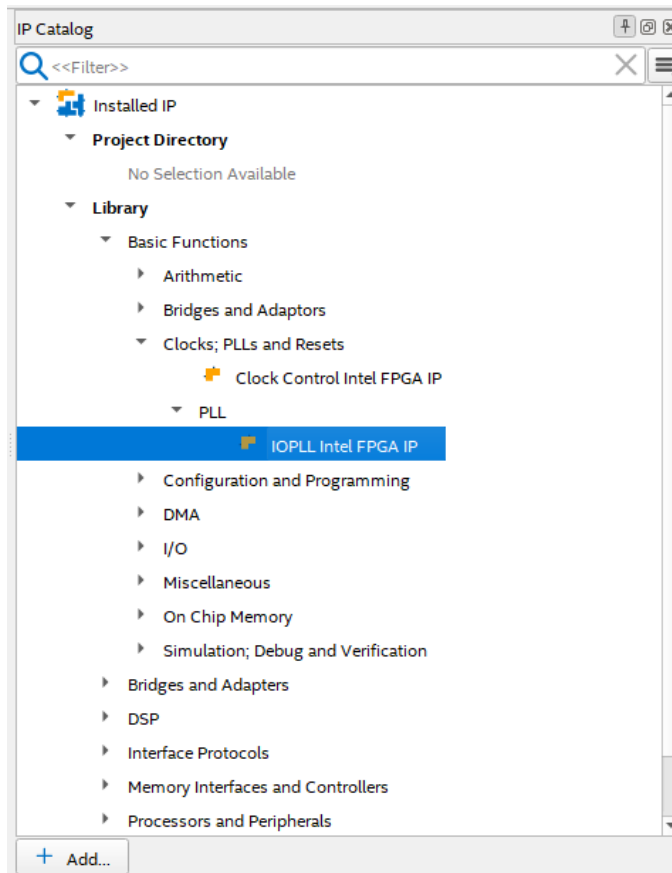 IP Catalog
<<Filter>>
Installed IP
Project Directory
No Selection Available
Library
Basic Functions
Arithmetic
Bridges and Adaptors
Clocks; PLLs and Resets
Clock Control Intel FPGA IP
PLL
IOPLL Intel FPGA IP
Configuration and Programming
DMA
I/O
Miscellaneous
On Chip Memory
Simulation; Debug and Verification
Bridges and Adapters
DSP
Interface Protocols
Memory Interfaces and Controllers
Processors and Peripherals
+ Add...